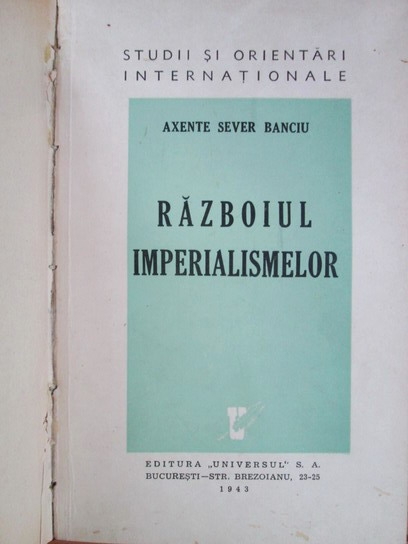 STUDII ȘI ORIENTĂRI
INTERNAȚIONALE
AXENTE SEVER BANCIU
RĂZBOIUL
IMPERIALISMELOR
EDITURA „UNIVERSUL" S. A.
BUCUREȘTI—STR. BREZOIANU, 23-25
1943